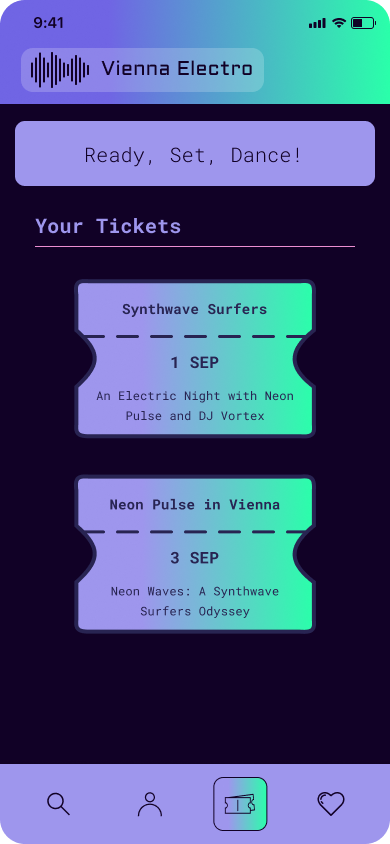 9:41
Vienna Electro
Ready, Set, Dance!
Your Tickets
Synthwave Surfers
1 SEP
An Electric Night with Neon
Pulse and DJ Vortex
Neon Pulse in Vienna
3 SEP
Neon Waves: A Synthwave
Surfers Odyssey